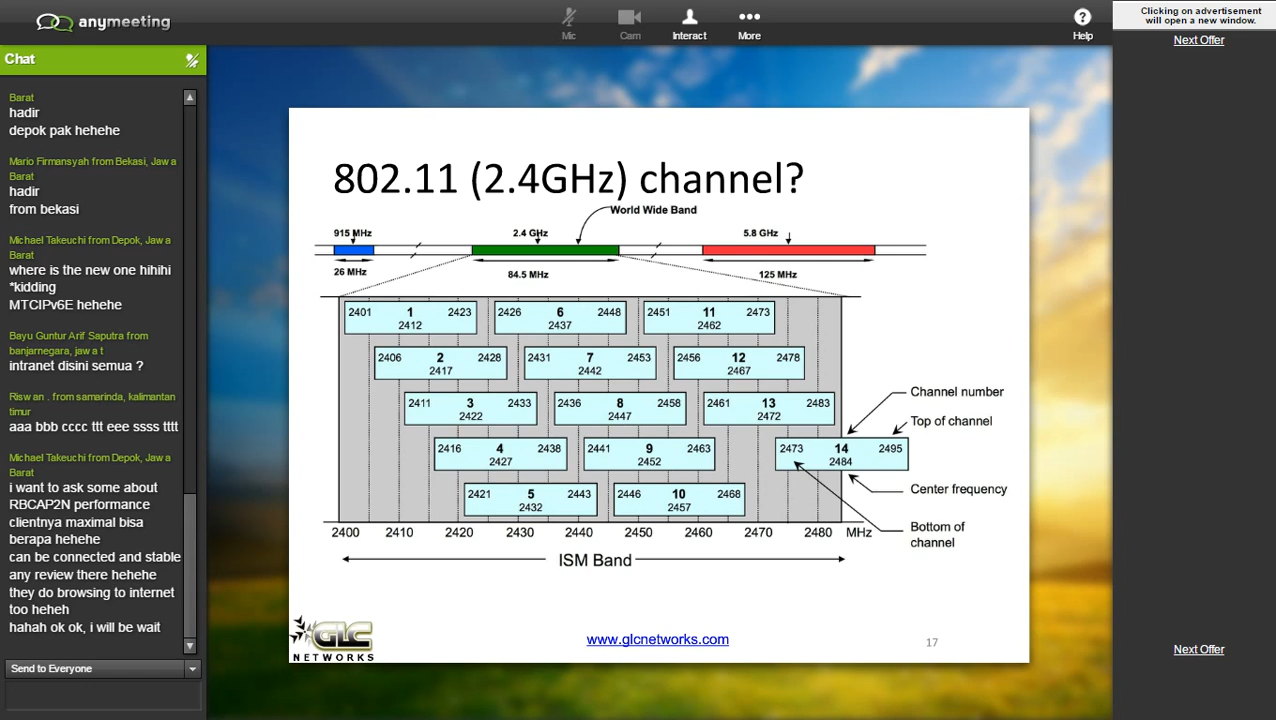 anymeeting
Mic
Cam
Interact
More
Help
Clicking on advertisement
will open a new window.
Next Offer
Chat
Barat
hadir
depok pak hehehe
Mario Firmansyah from Bekasi, Jawa
Barat
hadir
from bekasi
Michael Takeuchi from Depok, Jawa
Barat
where is the new one hihihi
*kidding
MTCIPv6E hehehe
Bayu Guntur Arif Saputra from
banjarnegara, jawa t
intranet disini semua ?
Riswan . from samarinda, kalimantan
timur
aaa bbb cccc ttt eee ssss tttt
Michael Takeuchi from Depok, Jawa
Barat
i want to ask some about
RBCAP2N performance
clientnya maximal bisa
berapa hehehe
can be connected and stable
any review there hehehe
they do browsing to internet
too heheh
hahah ok ok, i will be wait
Send to Everyone
802.11 (2.4GHz) channel?
World Wide Band
915 MHz 2.4 GHz 5.8 GHz
26 MHz 84.5 MHz 125 MHz
2401 1 2423 2426 6 2448 2451 11 2473
2412 2437 2462
2406 2 2428 2431 7 2453 2456 12 2478
2417 2442 2467
2411 3 2433 2436 8 2458 2461 13 2483
2422 2447 2472
Channel number
Top of channel
2416 4 2438 2441 9 2463 2473 14 2495
2427 2452 2484
Center frequency
2421 5 2443 2446 10 2468
2432 2457
Bottom of
channel
2400 2410 2420 2430 2440 2450 2460 2470 2480 MHz
ISM Band
GLC
NETWORKS
www.glcnetworks.com
17
Next Offer